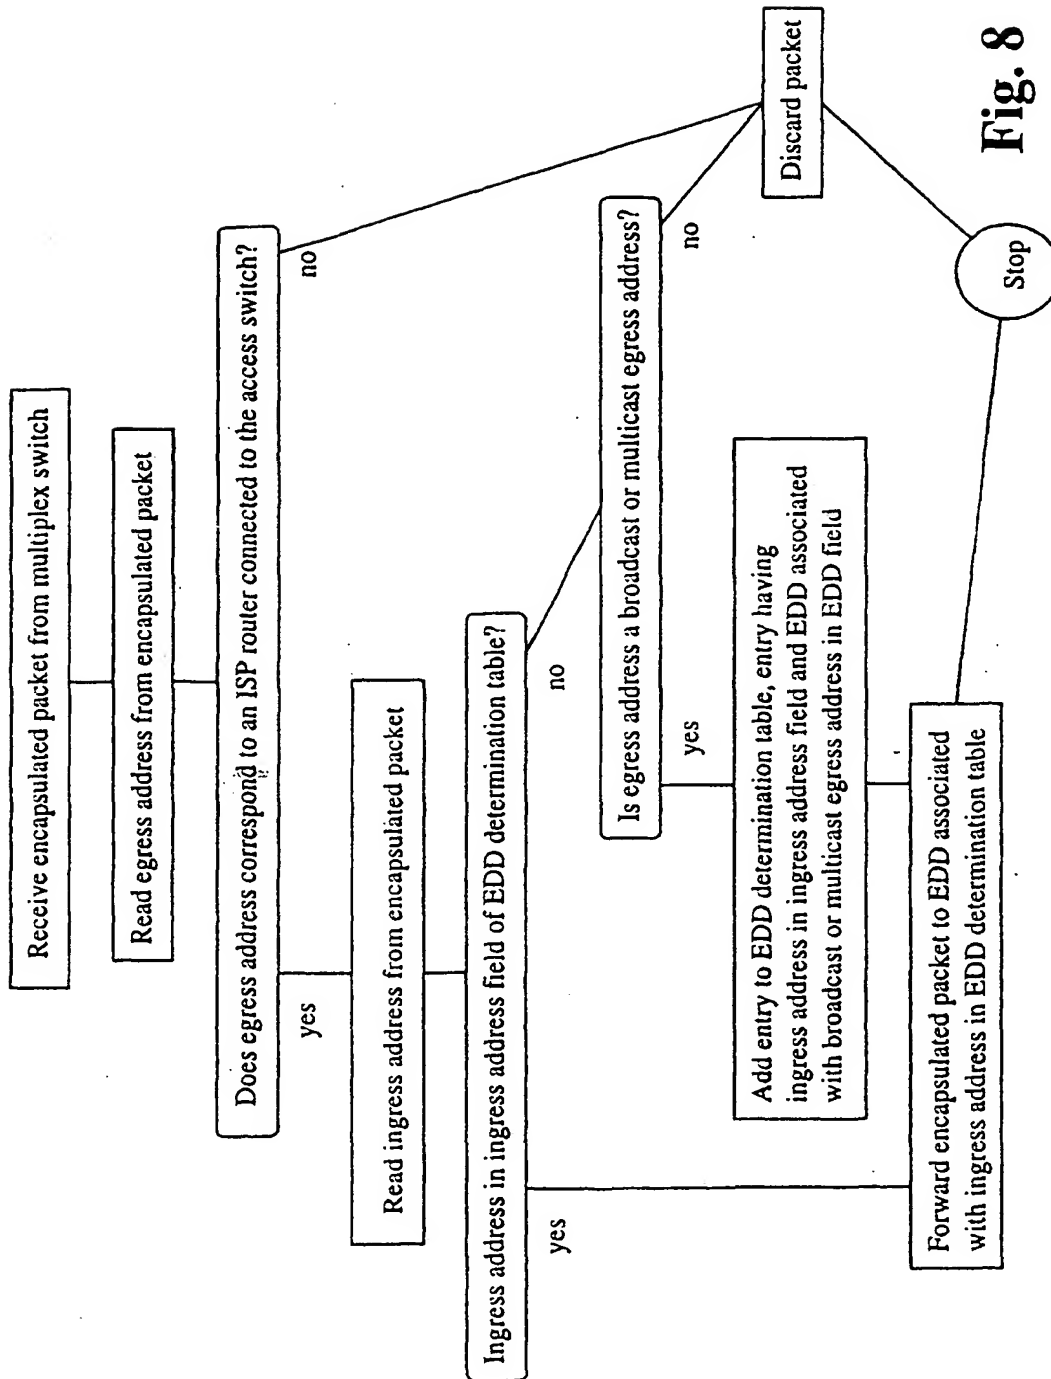 Receive encapsulated packet from multiplex switch
Read egress address from encapsulated packet
Does egress address correspond to an ISP router connected to the access switch?
yes
no
Read ingress address from encapsulated packet
Ingress address in ingress address field of EDD determination table?
yes
no
Is egress address a broadcast or multicast egress address?
yes
no
Add entry to EDD determination table, entry having
ingress address in ingress address field and EDD associated
with broadcast or multicast egress address in EDD field
Discard packet
Forward encapsulated packet to EDD associated
with ingress address in EDD determination table
Stop
Fig. 8